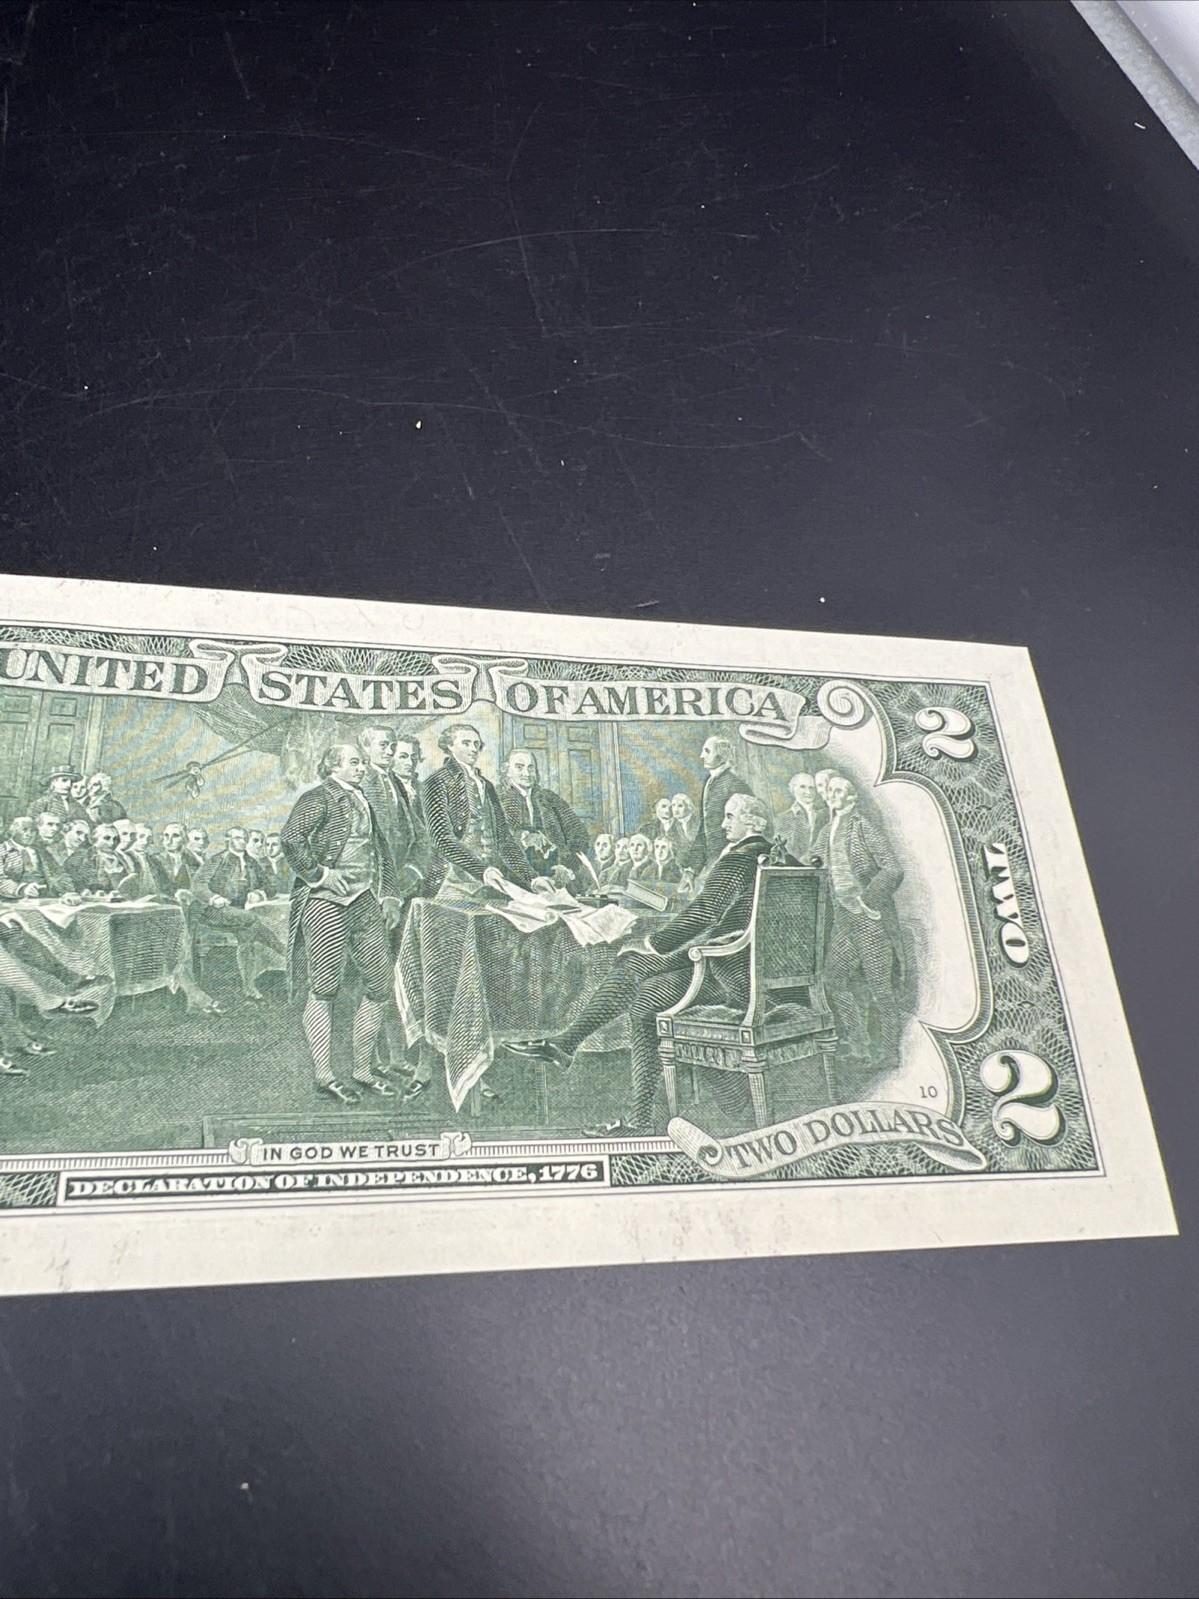 UNITED STATES OF AMERICA
2
TWO
2
10
TWO DOLLARS
IN GOD WE TRUST
DECLARATION OF INDEPENDENCE, 1776